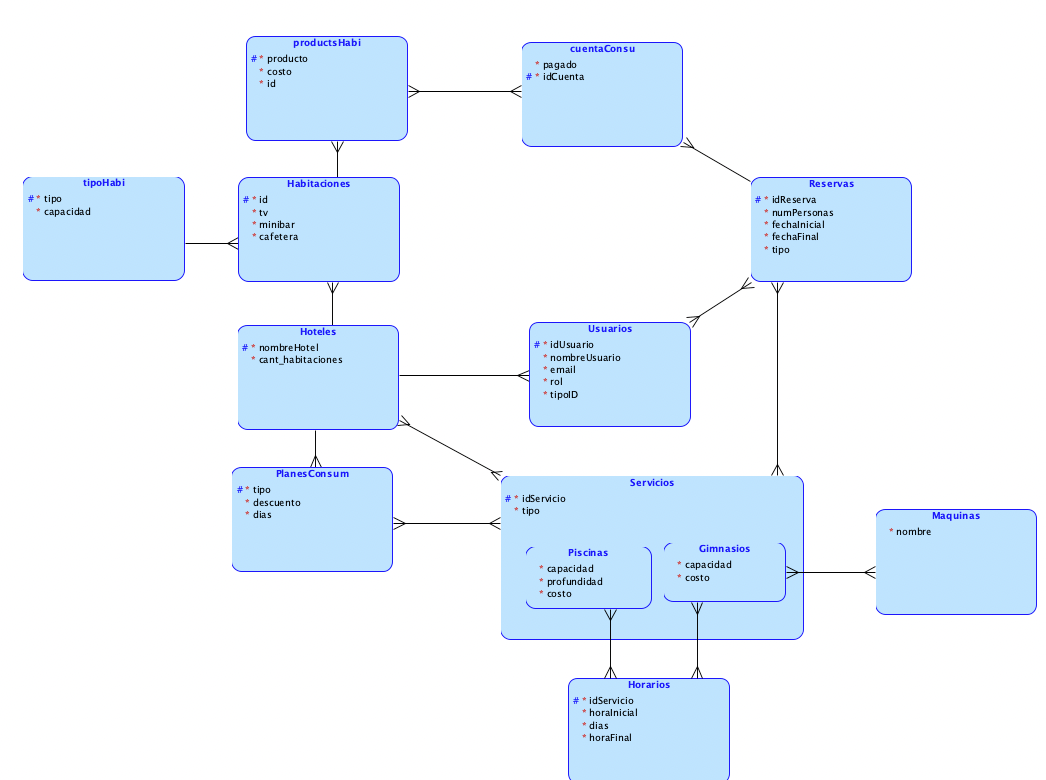 productsHabi
# * producto
* costo
* id
cuentaConsu
* pagado
# * idCuenta
tipoHabi
# * tipo
* capacidad
Habitaciones
# * id
* tv
* minibar
* cafetera
Reservas
# * idReserva
* numPersonas
* fechaInicial
* fechaFinal
* tipo
Hoteles
# * nombreHotel
* cant_habitaciones
Usuarios
# * idUsuario
* nombreUsuario
* email
* rol
* tipoID
PlanesConsum
# * tipo
* descuento
* dias
Servicios
# * idServicio
* tipo
Piscinas
* capacidad
* profundidad
* costo
Gimnasios
* capacidad
* costo
Maquinas
* nombre
Horarios
# * idServicio
* horaInicial
* dias
* horaFinal